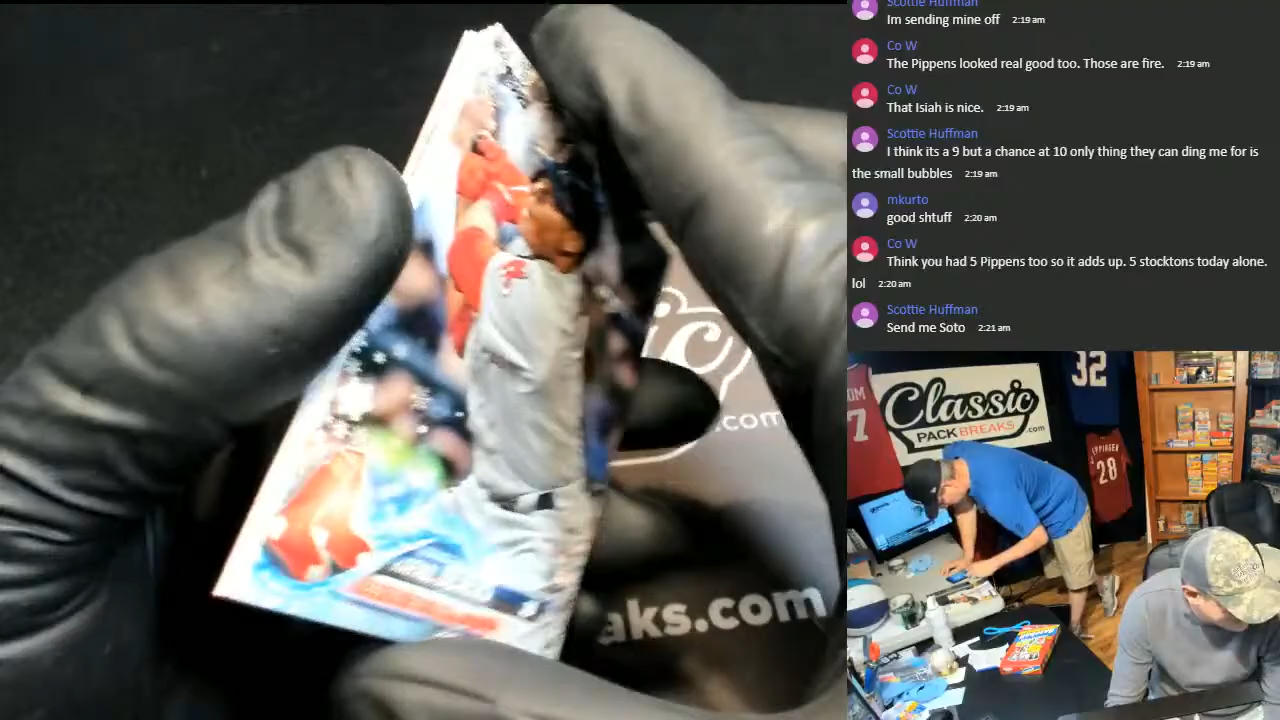 Scottie Huffman
Im sending mine off 2:19 am
Co W
The Pippens looked real good too. Those are fire. 2:19 am
Co W
That Isiah is nice. 2:19 am
Scottie Huffman
I think its a 9 but a chance at 10 only thing they can ding me for is
the small bubbles 2:19 am
mkurto
good shtuff 2:20 am
Co W
Think you had 5 Pippens too so it adds up. 5 stocktons today alone.
lol 2:20 am
Scottie Huffman
Send me Soto 2:21 am
ic
.com
aks.com
32
7
Classic
PACK BREAKS .com
28